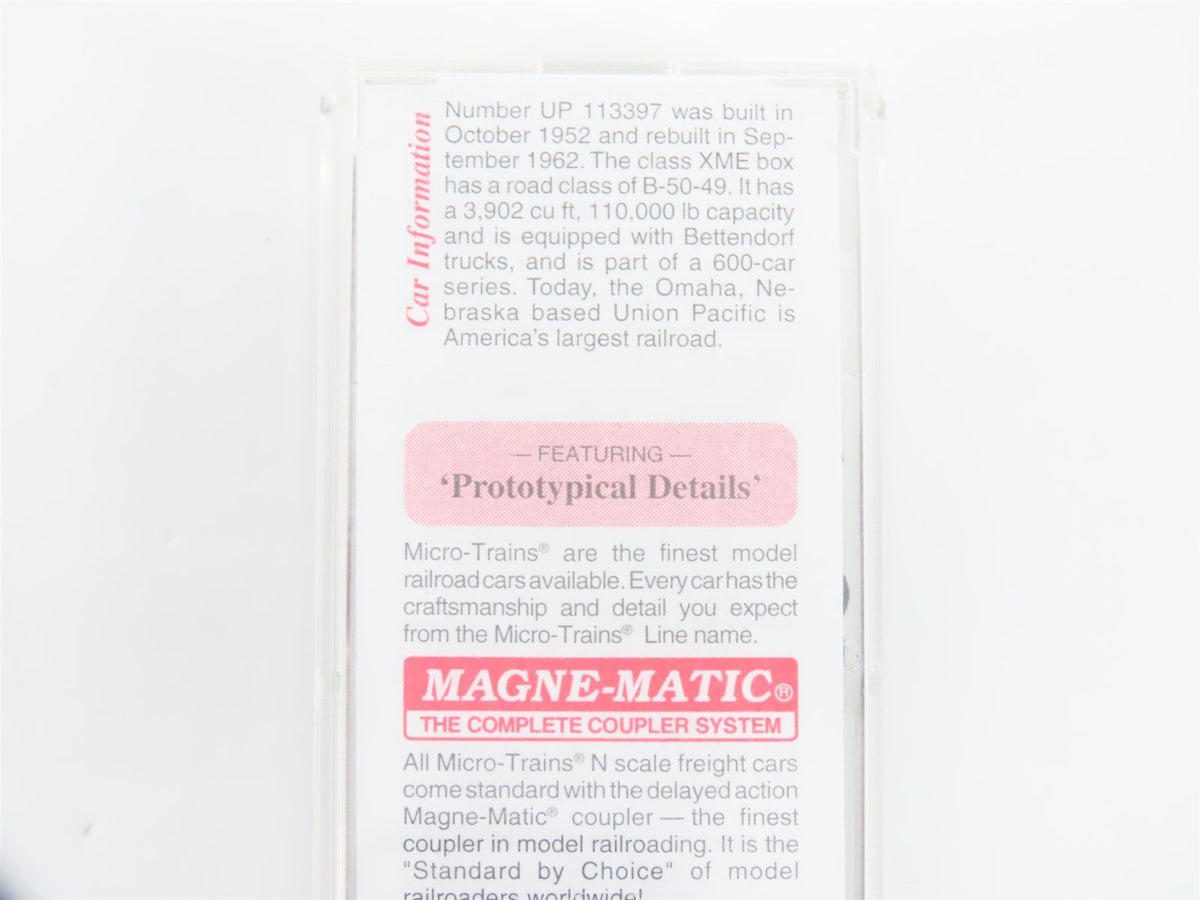 Car Information
Number UP 113397 was built in
October 1952 and rebuilt in Sep-
tember 1962. The class XME box
has a road class of B-50-49. It has
a 3,902 cu ft, 110,000 lb capacity
and is equipped with Bettendorf
trucks, and is part of a 600-car
series. Today, the Omaha, Ne-
braska based Union Pacific is
America's largest railroad.
— FEATURING —
'Prototypical Details'
Micro-Trains® are the finest model
railroad cars available. Every car has the
craftsmanship and detail you expect
from the Micro-Trains® Line name.
MAGNE-MATIC®
THE COMPLETE COUPLER SYSTEM
All Micro-Trains® N scale freight cars
come standard with the delayed action
Magne-Matic® coupler — the finest
coupler in model railroading. It is the
"Standard by Choice" of model
railroaders worldwide!